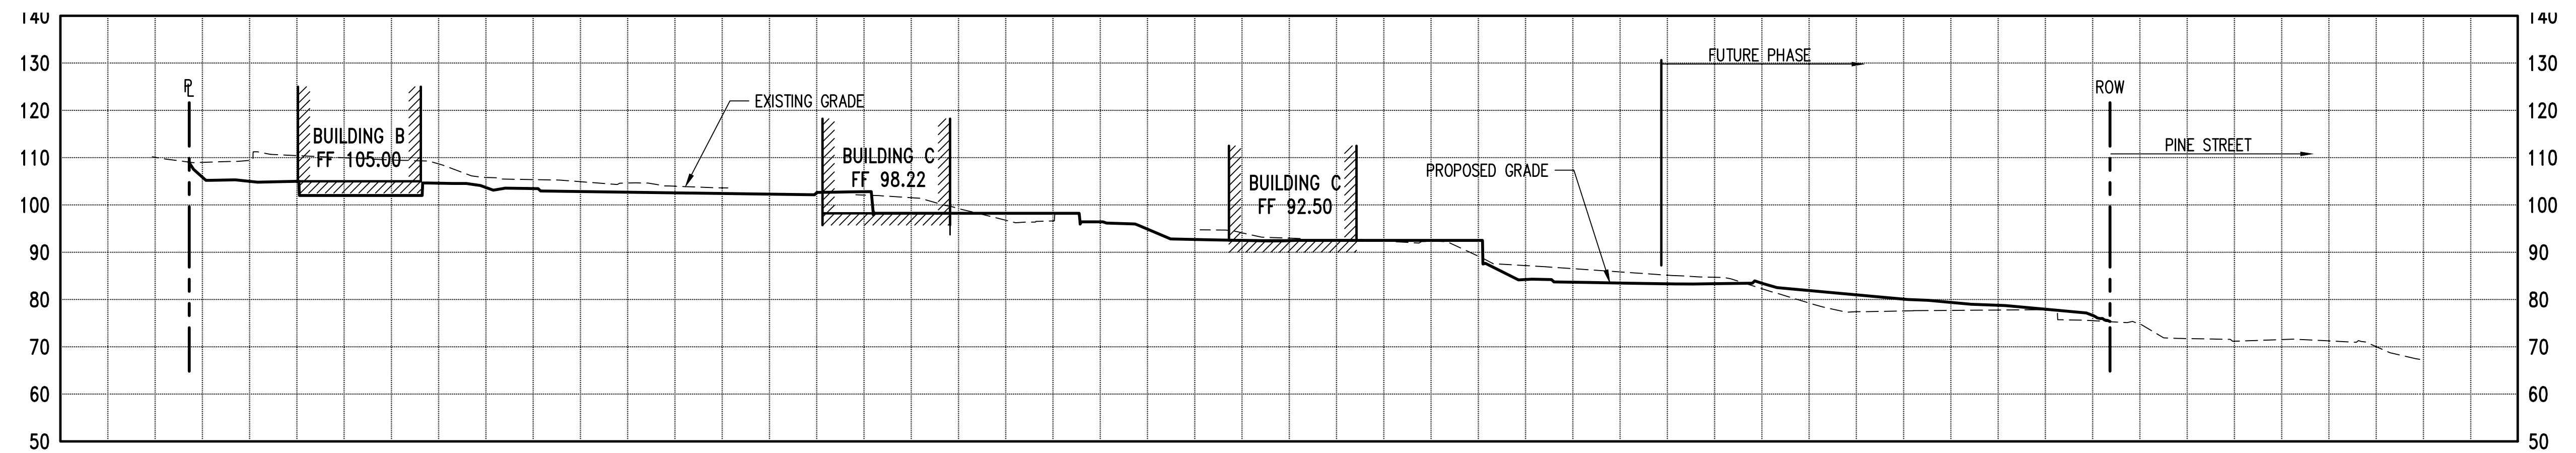 140
130
120
110
100
90
80
70
60
50
PL
BUILDING B
FF 105.00
EXISTING GRADE
BUILDING C
FF 98.22
BUILDING C
FF 92.50
PROPOSED GRADE
FUTURE PHASE
ROW
PINE STREET
140
130
120
110
100
90
80
70
60
50